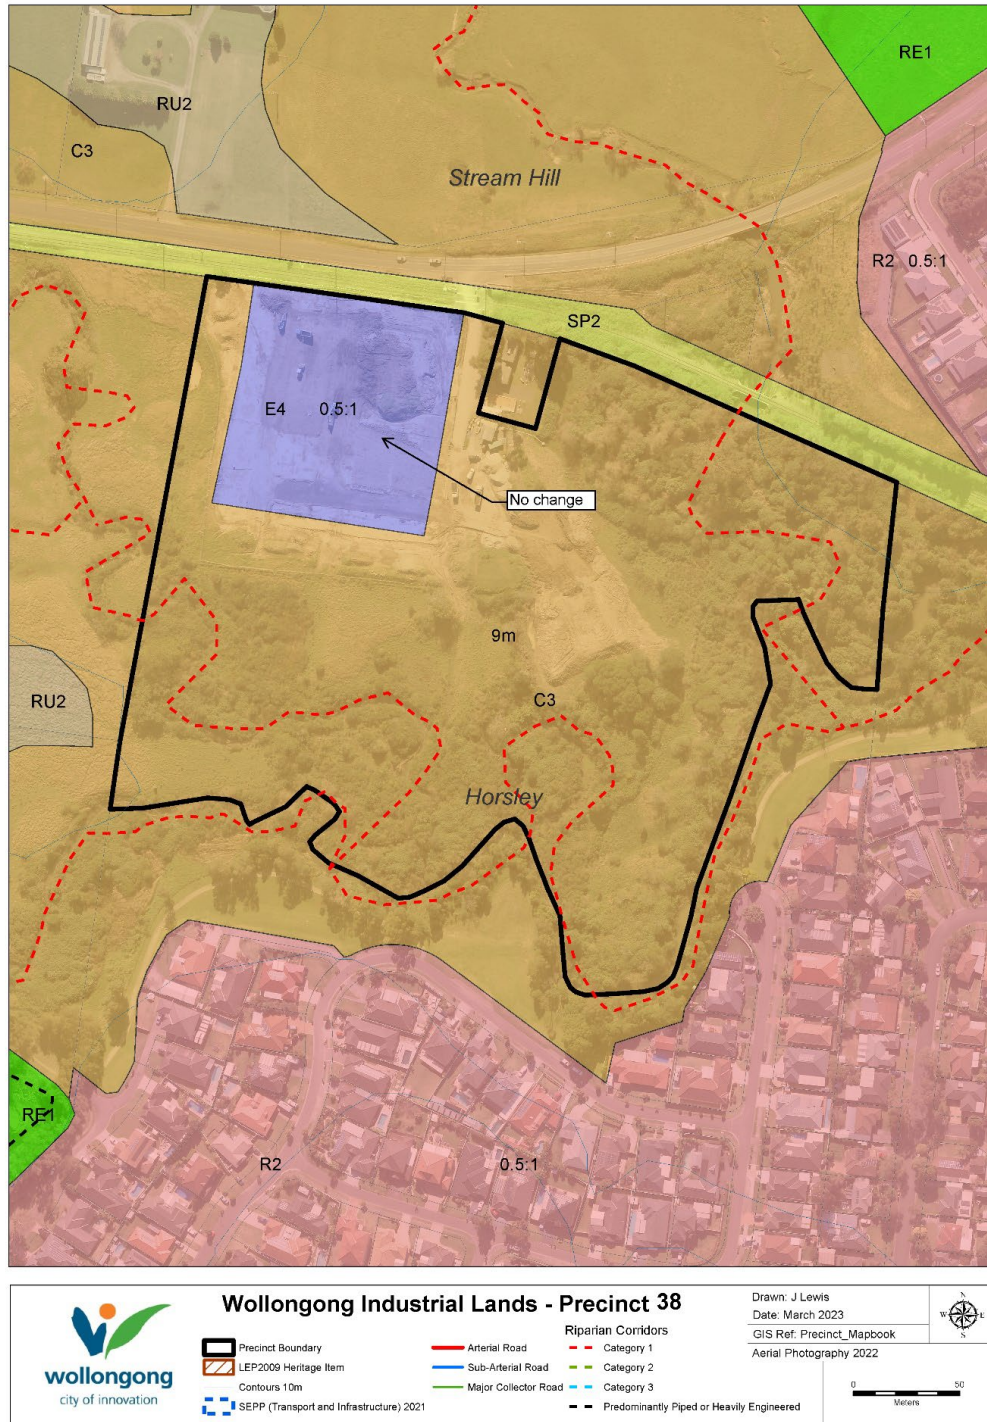 RE1
RU2
C3
Stream Hill
R2 0.5:1
SP2
E4 0.5:1
No change
9m
RU2
C3
Horsley
RE1
R2
0.5:1
Wollongong Industrial Lands - Precinct 38
wollongong
city of innovation
Precinct Boundary
LEP2009 Heritage Item
Contours 10m
SEPP (Transport and Infrastructure) 2021
Arterial Road
Sub-Arterial Road
Major Collector Road
Riparian Corridors
Category 1
Category 2
Category 3
Predominantly Piped or Heavily Engineered
Drawn: J Lewis
Date: March 2023
GIS Ref: Precinct_Mapbook
Aerial Photography 2022
N
W E
S
0 50
Meters